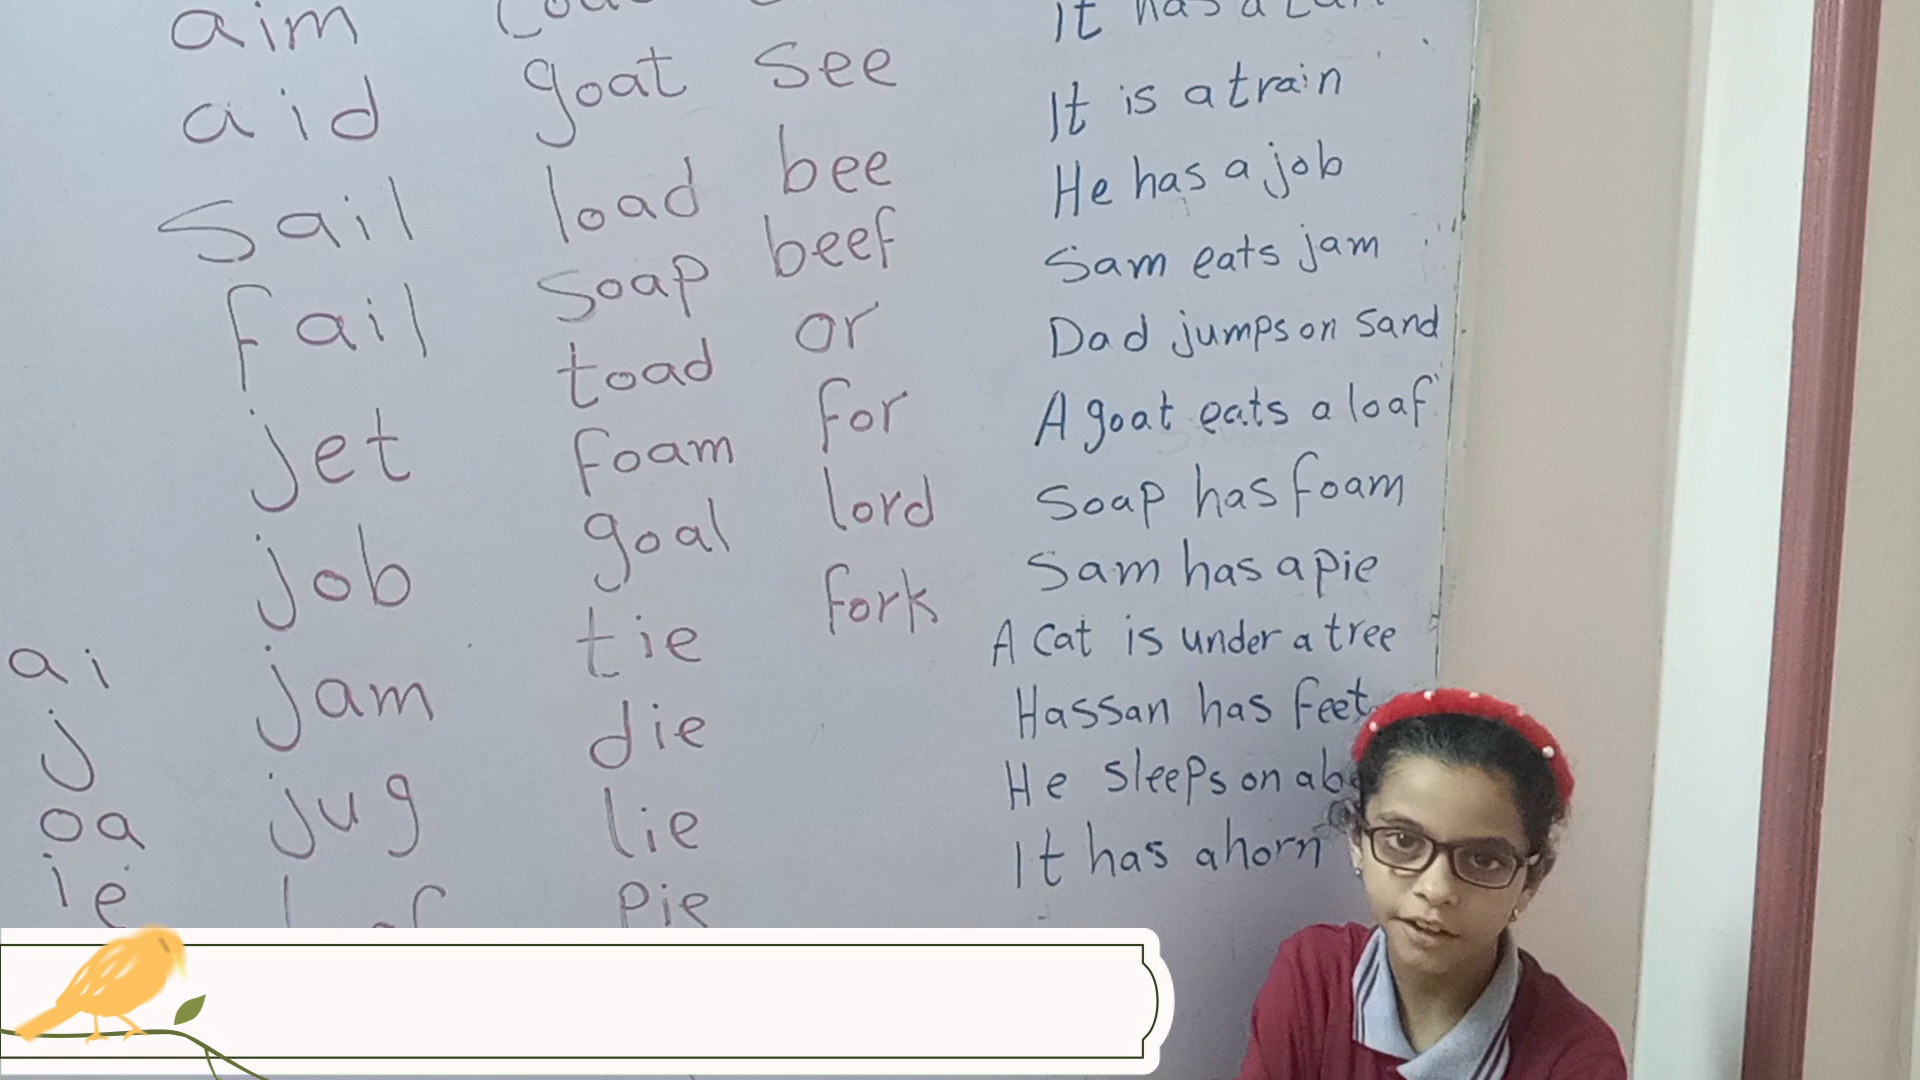 aim
aid
sail
fail
jet
job
jam
jug
ai
j
oa
ie
goat
load
soap
toad
foam
goal
tie
die
lie
pie
see
bee
beef
or
for
lord
fork
It has a
It is a train
He has a job
Sam eats jam
Dad jumps on sand
A goat eats a loaf
Soap has foam
Sam has a pie
A cat is under a tree
Hassan has feet
He sleeps on a
It has a horn